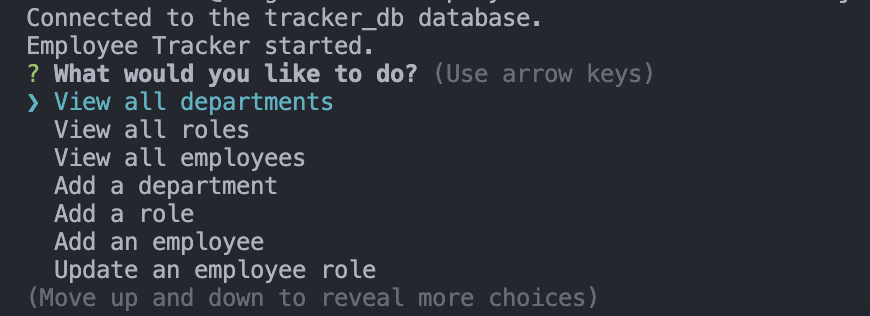 Connected to the tracker_db database.
Employee Tracker started.
? What would you like to do? (Use arrow keys)
❯ View all departments
View all roles
View all employees
Add a department
Add a role
Add an employee
Update an employee role
(Move up and down to reveal more choices)